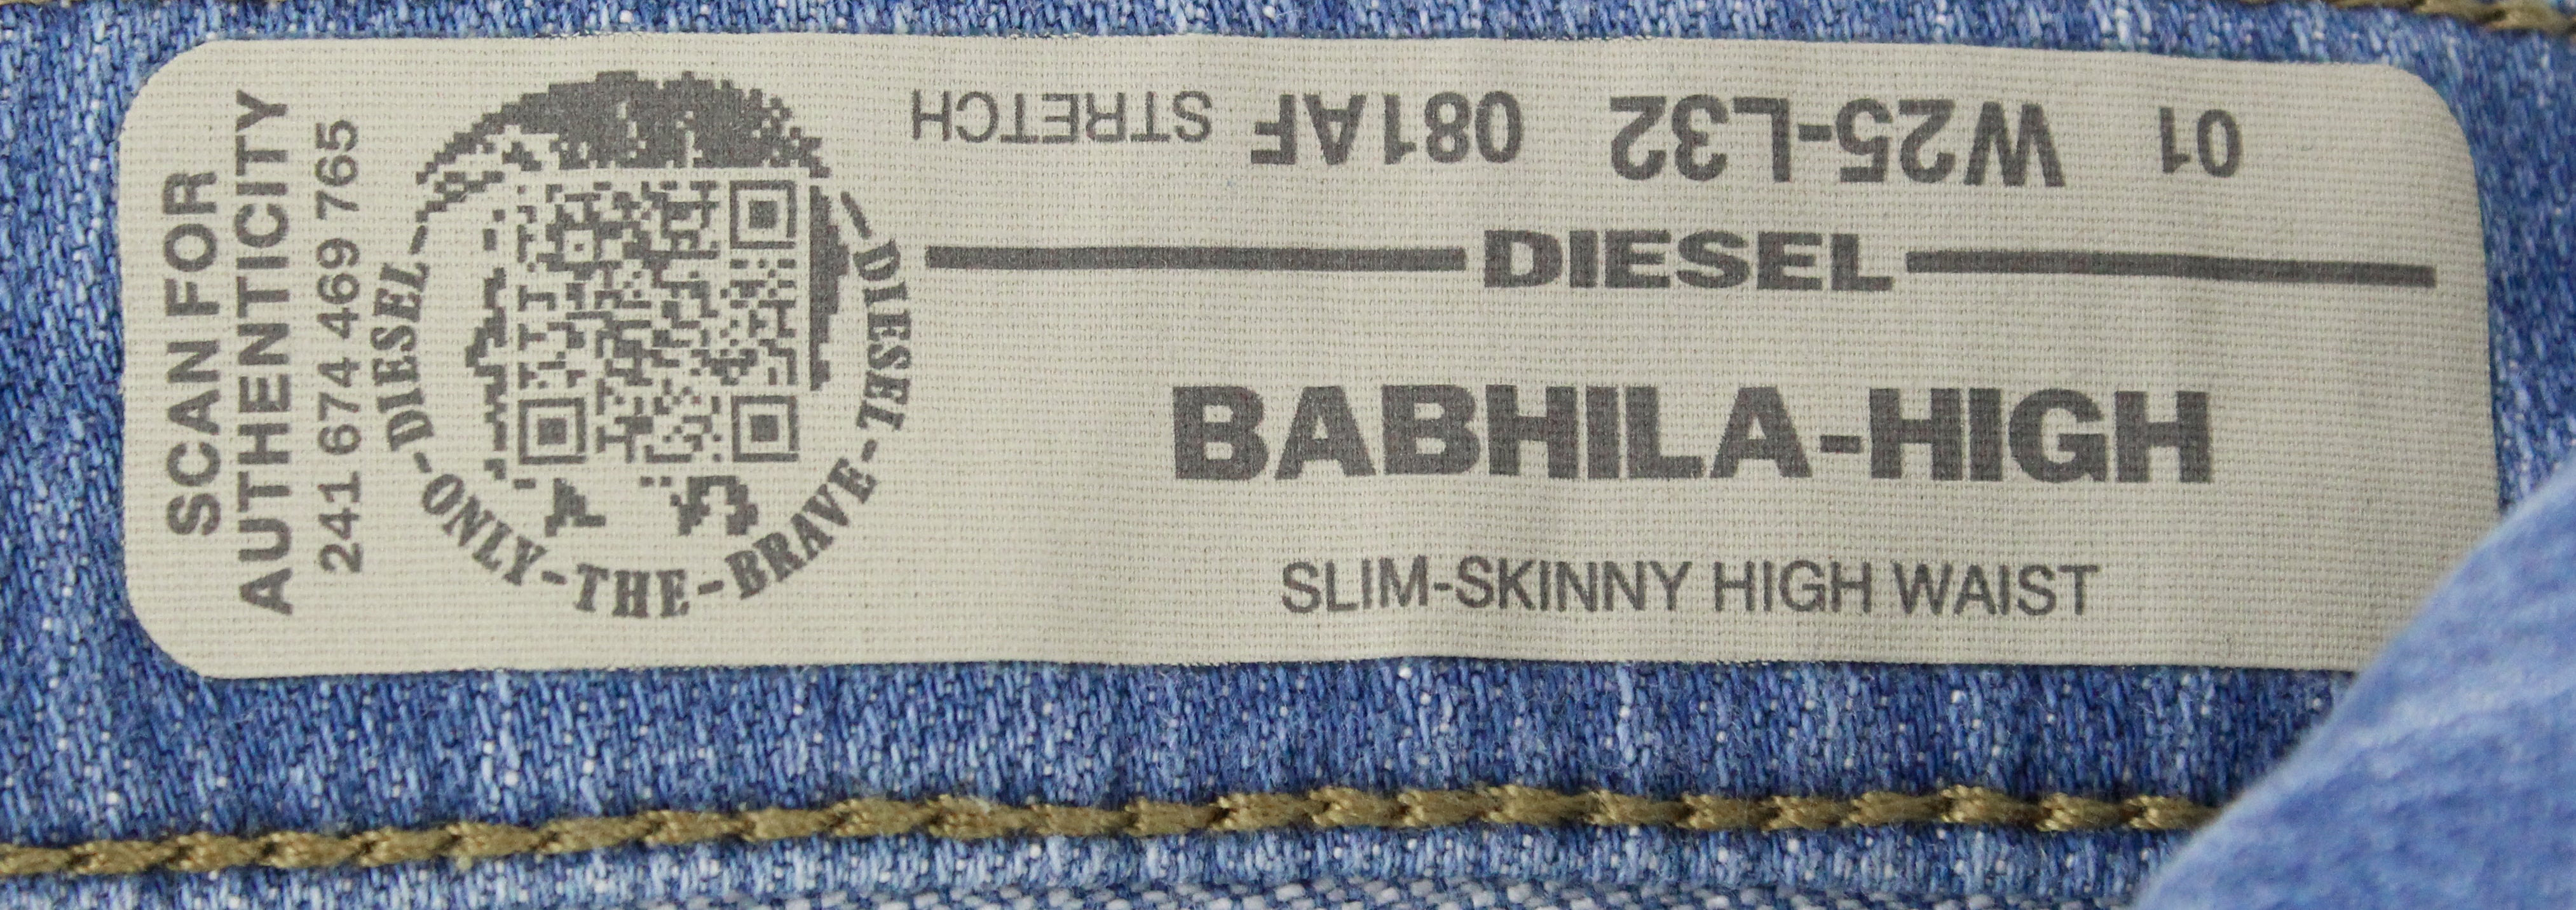 SCAN FOR
AUTHENTICITY
241 674 469 765
DIESEL-ONLY-THE-BRAVE-DIESEL
01 W25-L32 081AF STRETCH
DIESEL
BABHILA-HIGH
SLIM-SKINNY HIGH WAIST